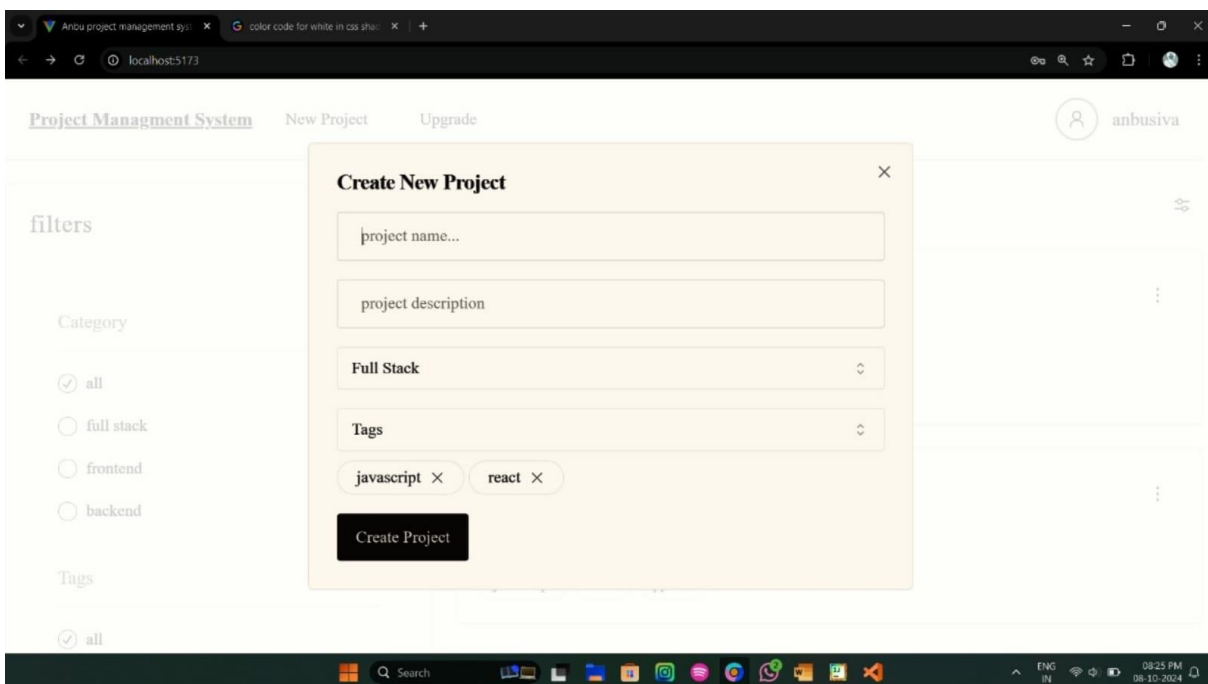 Anbu project management syst
color code for white in css shad
localhost:5173
Project Managment System New Project Upgrade anbusiva
Create New Project
filters
project name...
project description
Category
Full Stack
all
full stack
Tags
frontend
javascript react
backend
Create Project
Tags
all
Search
2
ENG
IN
08:25 PM
08-10-2024